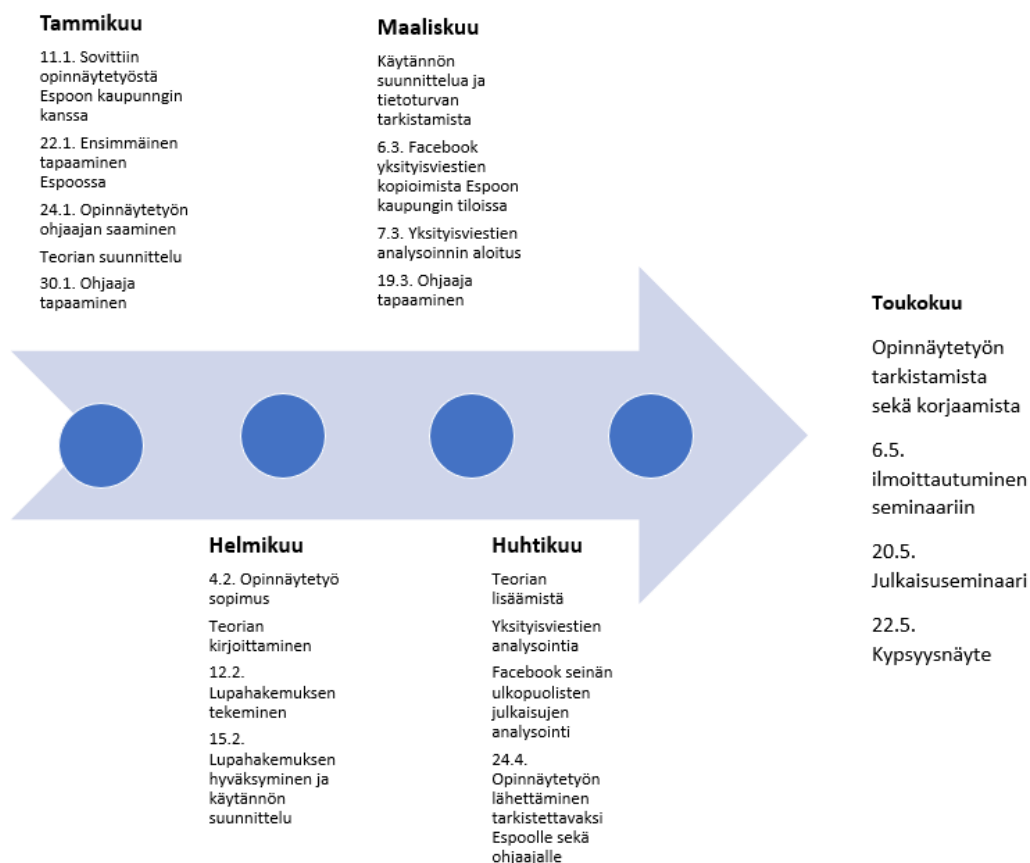 Tammikuu
11.1. Sovittiin
opinnäytetyöstä
Espoon kaupunngin
kanssa
22.1. Ensimmäinen
tapaaminen
Espoossa
24.1. Opinnäytetyön
ohjaajan saaminen
Teorian suunnittelu
30.1. Ohjaaja
tapaaminen
Helmikuu
4.2. Opinnäytetyö
sopimus
Teorian
kirjoittaminen
12.2.
Lupahakemuksen
tekeminen
15.2.
Lupahakemuksen
hyväksyminen ja
käytännön
suunnittelu
Maaliskuu
Käytännön
suunnittelua ja
tietoturvan
tarkistamista
6.3. Facebook
yksityisviestien
kopioimista Espoon
kaupungin tiloissa
7.3. Yksityisviestien
analysoinnin aloitus
19.3. Ohjaaja
tapaaminen
Huhtikuu
Teorian
lisäämistä
Yksityisviestien
analysointia
Facebook seinän
ulkopuolisten
julkaisujen
analysointi
24.4.
Opinnäytetyön
lähettäminen
tarkistettavaksi
Espoolle sekä
ohjaajalle
Toukokuu
Opinnäytetyön
tarkistamista
sekä korjaamista
6.5.
ilmoittautuminen
seminaariin
20.5.
Julkaisuseminaari
22.5.
Kypsyysnäyte